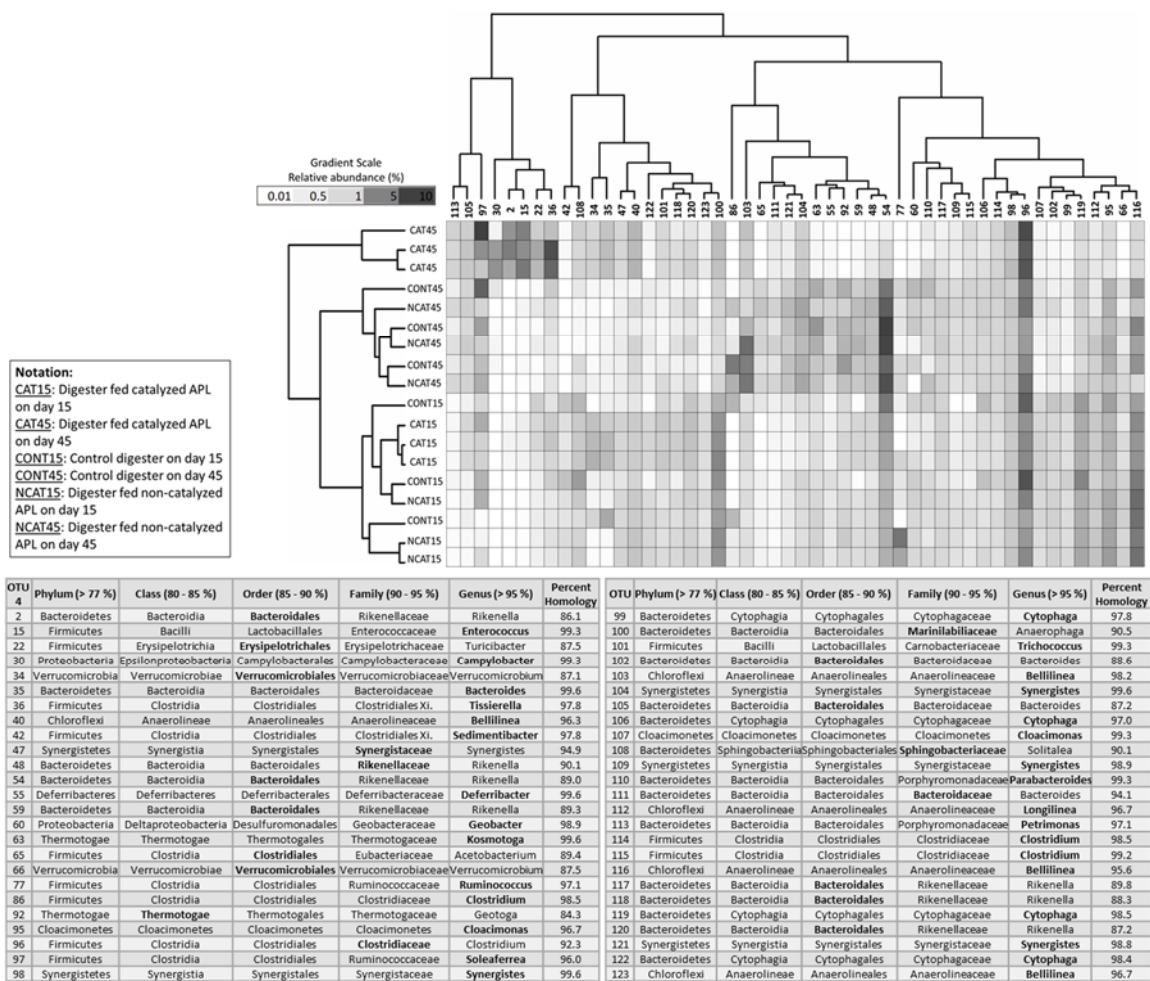 Gradient Scale
Relative abundance (%)
0.01 0.5 1 5 10
113 105 97 30 2 15 22 36 42 108 34 35 47 40 122 101 118 120 123 100 86 103 65 111 121 104 63 55 92 59 48 54 77 60 110 117 109 115 106 114 98 96 107 102 99 119 112 95 66 116
CAT45
CAT45
CAT45
CONT45
NCAT45
CONT45
NCAT45
CONT45
NCAT45
CONT15
CAT15
CAT15
CAT15
CONT15
NCAT15
CONT15
NCAT15
NCAT15
Notation:
CAT15: Digester fed catalyzed APL
on day 15
CAT45: Digester fed catalyzed APL
on day 45
CONT15: Control digester on day 15
CONT45: Control digester on day 45
NCAT15: Digester fed non-catalyzed
APL on day 15
NCAT45: Digester fed non-catalyzed
APL on day 45
OTU 4 Phylum (> 77 %) Class (80 - 85 %) Order (85 - 90 %) Family (90 - 95 %) Genus (> 95 %) Percent Homology
2 Bacteroidetes Bacteroidia Bacteroidales Rikenellaceae Rikenella 86.1
15 Firmicutes Bacilli Lactobacillales Enterococcaceae Enterococcus 99.3
22 Firmicutes Erysipelotrichia Erysipelotrichales Erysipelotrichaceae Turicibacter 87.5
30 Proteobacteria Epsilonproteobacteria Campylobacterales Campylobacteraceae Campylobacter 99.3
34 Verrucomicrobia Verrucomicrobiae Verrucomicrobiales Verrucomicrobiaceae Verrucomicrobium 87.1
35 Bacteroidetes Bacteroidia Bacteroidales Bacteroidaceae Bacteroides 99.6
36 Firmicutes Clostridia Clostridiales Clostridiales Xi. Tissierella 97.8
40 Chloroflexi Anaerolineae Anaerolineales Anaerolineaceae Bellilinea 96.3
42 Firmicutes Clostridia Clostridiales Clostridiales Xi. Sedimentibacter 97.8
47 Synergistetes Synergistia Synergistales Synergistaceae Synergistes 94.9
48 Bacteroidetes Bacteroidia Bacteroidales Rikenellaceae Rikenella 90.1
54 Bacteroidetes Bacteroidia Bacteroidales Rikenellaceae Rikenella 89.0
55 Deferribacteres Deferribacteres Deferribacterales Deferribacteraceae Deferribacter 99.6
59 Bacteroidetes Bacteroidia Bacteroidales Rikenellaceae Rikenella 89.3
60 Proteobacteria Deltaproteobacteria Desulfuromonadales Geobacteraceae Geobacter 98.9
63 Thermotogae Thermotogae Thermotogales Thermotogaceae Kosmotoga 99.6
65 Firmicutes Clostridia Clostridiales Eubacteriaceae Acetobacterium 89.4
66 Verrucomicrobia Verrucomicrobiae Verrucomicrobiales Verrucomicrobiaceae Verrucomicrobium 87.5
77 Firmicutes Clostridia Clostridiales Ruminococcaceae Ruminococcus 97.1
86 Firmicutes Clostridia Clostridiales Clostridiaceae Clostridium 98.5
92 Thermotogae Thermotogae Thermotogales Thermotogaceae Geotoga 84.3
95 Cloacimonetes Cloacimonetes Cloacimonetes Cloacimonetes Cloacimonas 96.7
96 Firmicutes Clostridia Clostridiales Clostridiaceae Clostridium 92.3
97 Firmicutes Clostridia Clostridiales Ruminococcaceae Soleaferrea 96.0
98 Synergistetes Synergistia Synergistales Synergistaceae Synergistes 99.6
OTU Phylum (> 77 %) Class (80 - 85 %) Order (85 - 90%) Family (90 - 95 %) Genus (> 95 %) Percent Homology
99 Bacteroidetes Cytophagia Cytophagales Cytophagaceae Cytophaga 97.8
100 Bacteroidetes Bacteroidia Bacteroidales Marinilabiliaceae Anaerophaga 90.5
101 Firmicutes Bacilli Lactobacillales Carnobacteriaceae Trichococcus 99.3
102 Bacteroidetes Bacteroidia Bacteroidales Bacteroidaceae Bacteroides 88.6
103 Chloroflexi Anaerolineae Anaerolineales Anaerolineaceae Bellilinea 98.2
104 Synergistetes Synergistia Synergistales Synergistaceae Synergistes 99.6
105 Bacteroidetes Bacteroidia Bacteroidales Bacteroidaceae Bacteroides 87.2
106 Bacteroidetes Cytophagia Cytophagales Cytophagaceae Cytophaga 97.0
107 Cloacimonetes Cloacimonetes Cloacimonetes Cloacimonetes Cloacimonas 99.3
108 Bacteroidetes Sphingobacteriia Sphingobacteriales Sphingobacteriaceae Solitalea 90.1
109 Synergistetes Synergistia Synergistales Synergistaceae Synergistes 98.9
110 Bacteroidetes Bacteroidia Bacteroidales Porphyromonadaceae Parabacteroides 99.3
111 Bacteroidetes Bacteroidia Bacteroidales Bacteroidaceae Bacteroides 94.1
112 Chloroflexi Anaerolineae Anaerolineales Anaerolineaceae Longilinea 96.7
113 Bacteroidetes Bacteroidia Bacteroidales Porphyromonadaceae Petrimonas 97.1
114 Firmicutes Clostridia Clostridiales Clostridiaceae Clostridium 98.5
115 Firmicutes Clostridia Clostridiales Clostridiaceae Clostridium 99.2
116 Chloroflexi Anaerolineae Anaerolineales Anaerolineaceae Bellilinea 95.6
117 Bacteroidetes Bacteroidia Bacteroidales Rikenellaceae Rikenella 89.8
118 Bacteroidetes Bacteroidia Bacteroidales Rikenellaceae Rikenella 88.3
119 Bacteroidetes Cytophagia Cytophagales Cytophagaceae Cytophaga 98.5
120 Bacteroidetes Bacteroidia Bacteroidales Rikenellaceae Rikenella 87.2
121 Synergistetes Synergistia Synergistales Synergistaceae Synergistes 98.8
122 Bacteroidetes Cytophagia Cytophagales Cytophagaceae Cytophaga 98.4
123 Chloroflexi Anaerolineae Anaerolineales Anaerolineaceae Bellilinea 96.7